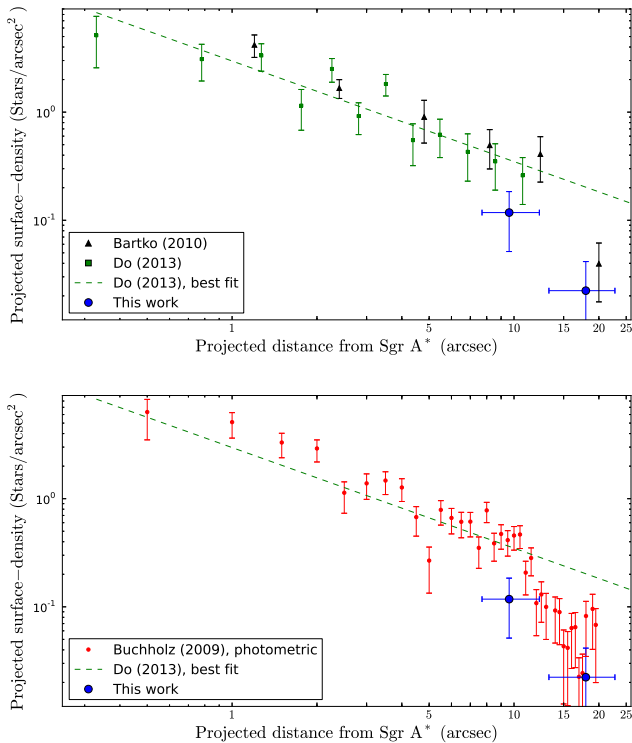 Projected surface−density (Stars/arcsec²)
10⁰
10⁻¹
Bartko (2010)
Do (2013)
Do (2013), best fit
This work
1 2 5 10 15 20 25
Projected distance from Sgr A* (arcsec)
Projected surface−density (Stars/arcsec²)
10⁰
10⁻¹
Buchholz (2009), photometric
Do (2013), best fit
This work
1 2 5 10 15 20 25
Projected distance from Sgr A* (arcsec)